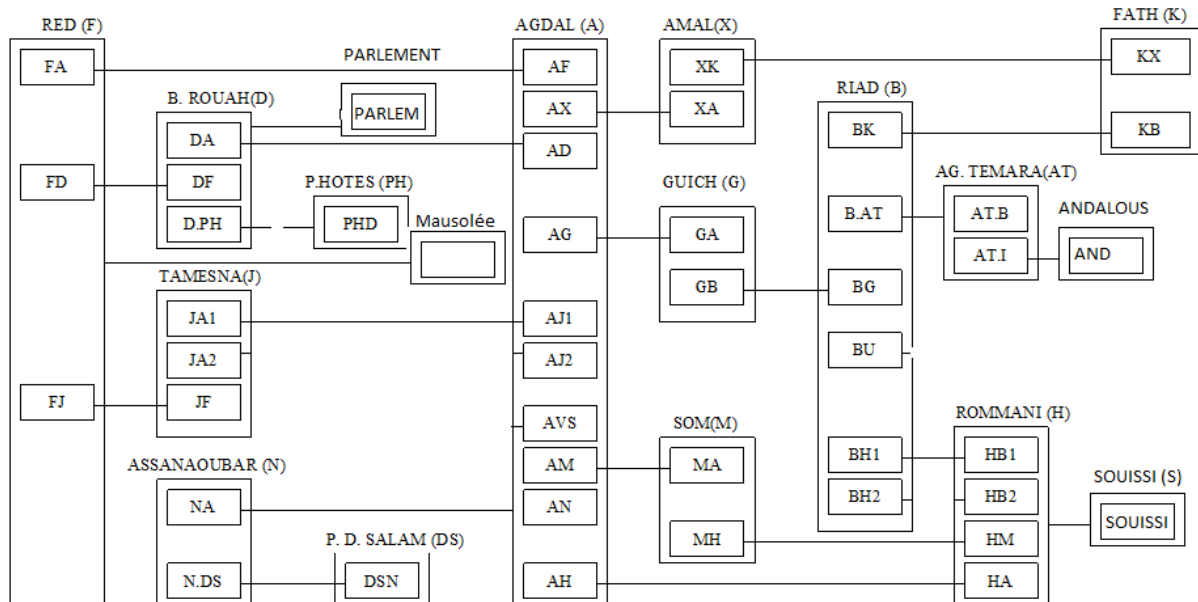 RED (F)
FA
FD
FJ
B. ROUAH(D)
DA
DF
D.PH
PARLEMENT
PARLEM
P.HOTES (PH)
PHD
Mausolée
TAMESNA(J)
JA1
JA2
JF
ASSANAOUBAR (N)
NA
N.DS
P. D. SALAM (DS)
DSN
AGDAL (A)
AF
AX
AD
AG
AJ1
AJ2
AVS
AM
AN
AH
AMAL(X)
XK
XA
GUICH (G)
GA
GB
SOM(M)
MA
MH
RIAD (B)
BK
B.AT
BG
BU
BH1
BH2
FATH (K)
KX
KB
AG. TEMARA(AT)
AT.B
AT.I
ANDALOUS
AND
ROMMANI (H)
HB1
HB2
HM
HA
SOUISSI (S)
SOUISSI